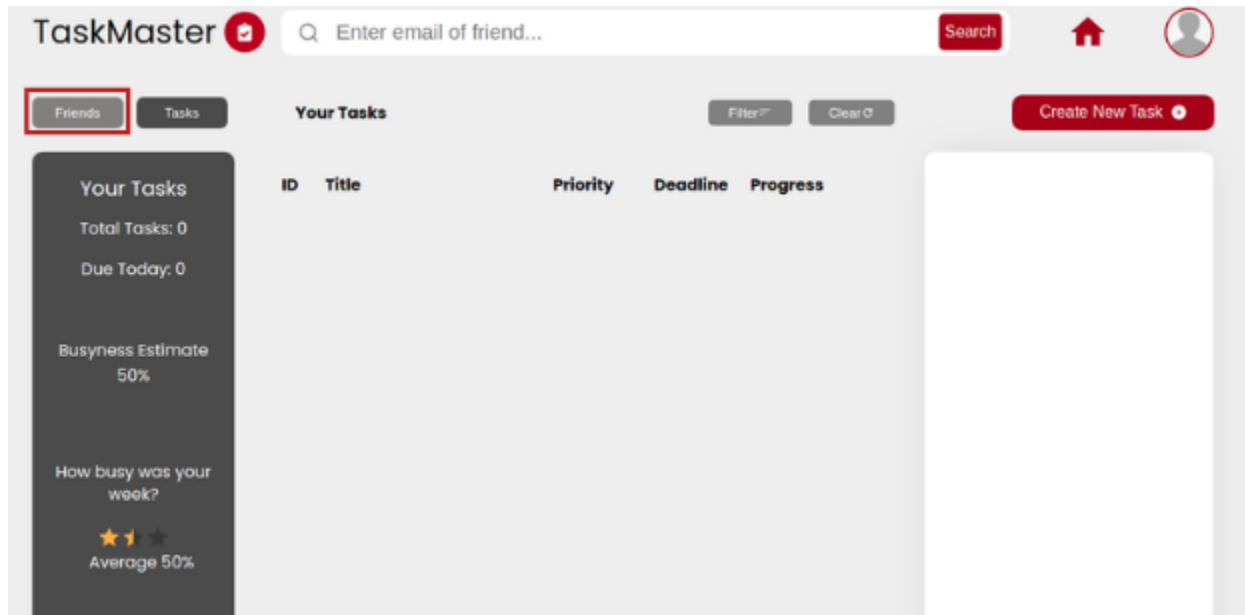 TaskMaster
Enter email of friend...
Search
Friends
Tasks
Your Tasks
Filter
Clear
Create New Task
Your Tasks
Total Tasks: 0
Due Today: 0
Busyness Estimate
50%
How busy was your
week?
Average 50%
ID Title Priority Deadline Progress